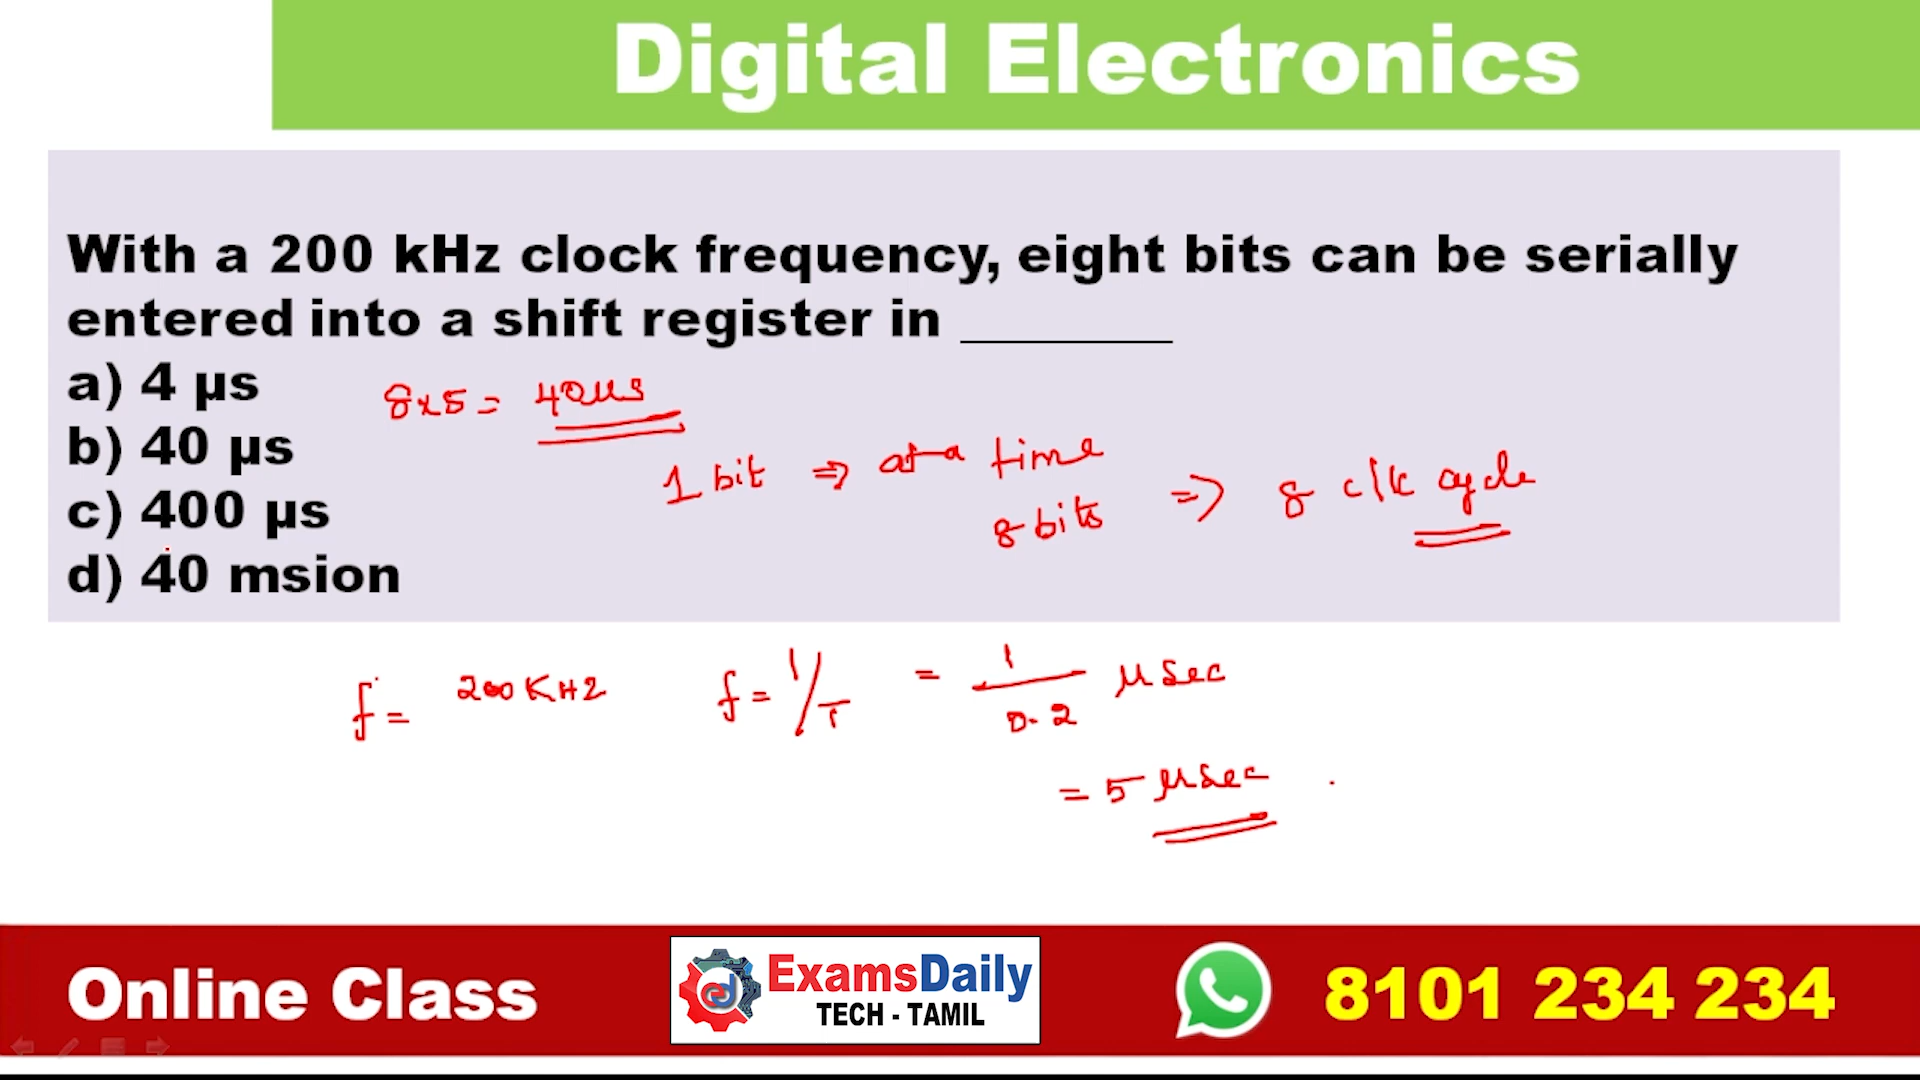 Digital Electronics
With a 200 kHz clock frequency, eight bits can be serially
entered into a shift register in ________
a) 4 µs
8x5 = 40µs
b) 40 µs
1 bit ⇒ at a time
c) 400 µs
8 bits ⇒ 8 clk cycle
d) 40 msion
f = 200 KHZ f = 1/T = 1/0.2 µ sec
= 5 µsec
Online Class
ExamsDaily
TECH - TAMIL
8101 234 234